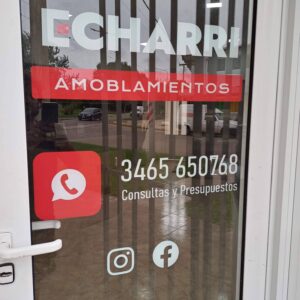 ECHARRI
AMOBLAMIENTOS
3465 650768
Consultas y Presupuestos